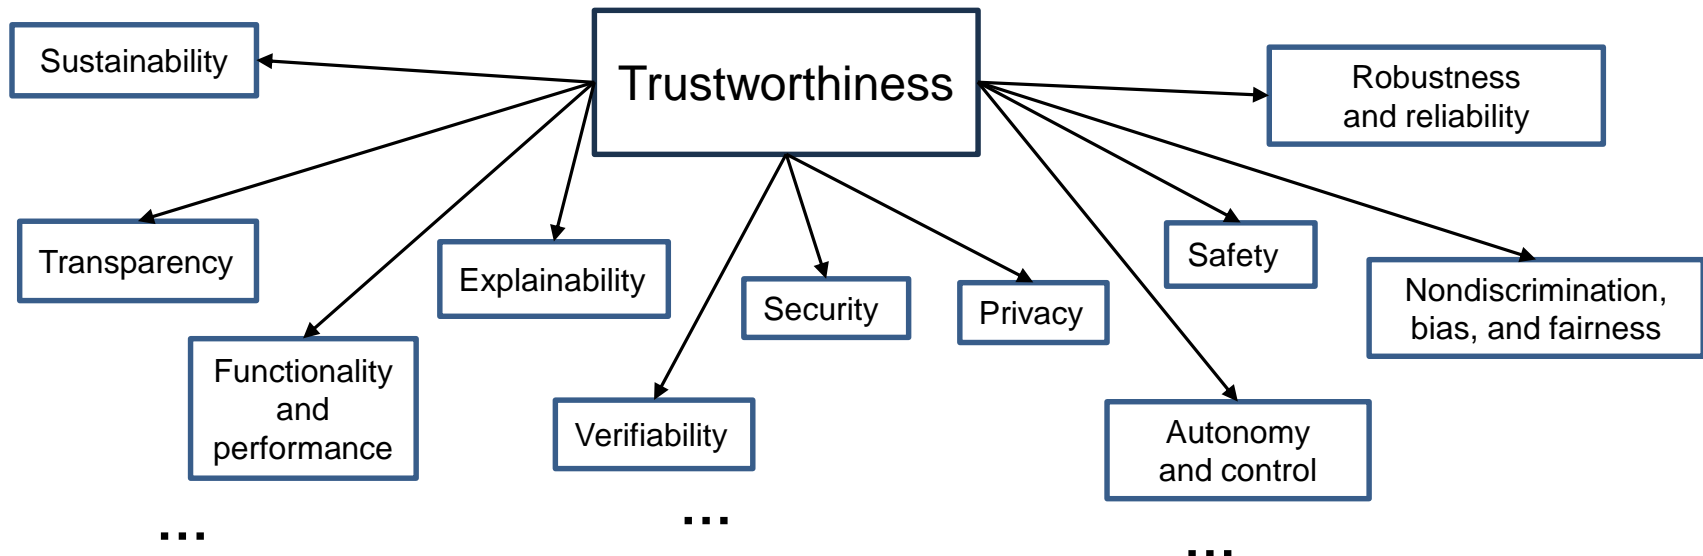 Trustworthiness
Sustainability
Robustness
and reliability
Transparency
Explainability
Security
Privacy
Safety
Nondiscrimination,
bias, and fairness
Functionality
and
performance
Verifiability
Autonomy
and control
...
...
...